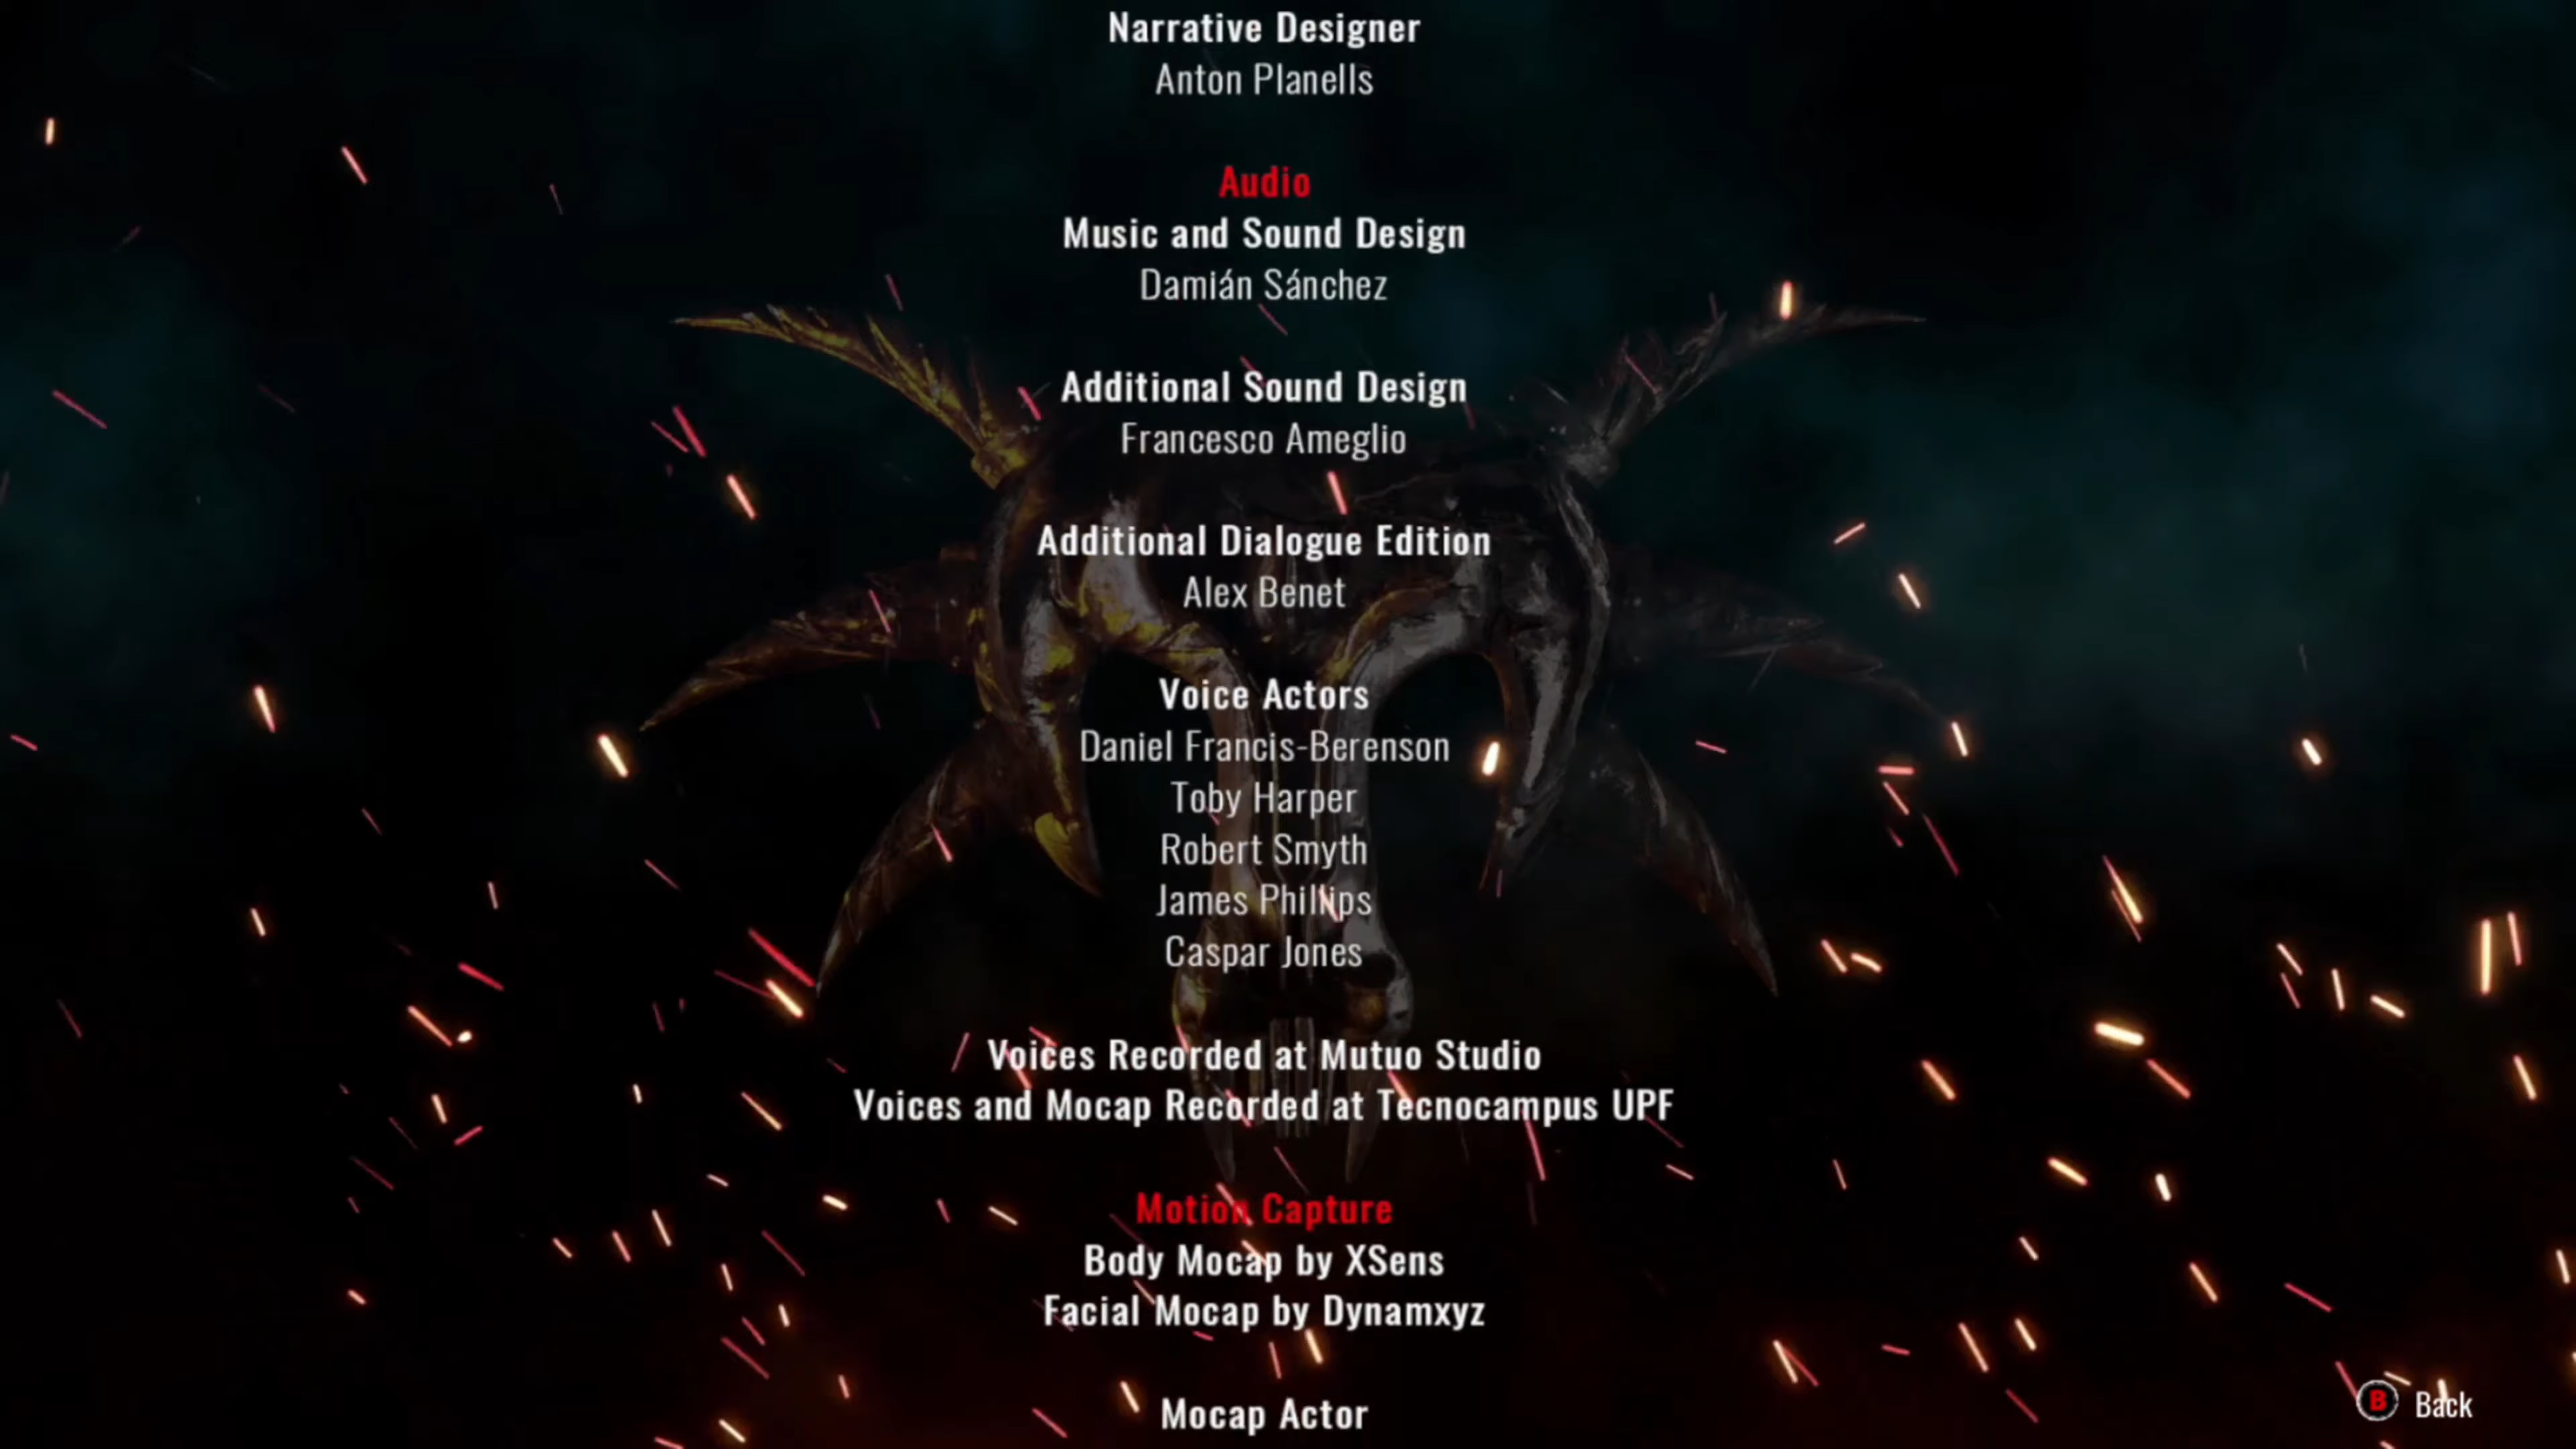 Narrative Designer
Anton Planells
Audio
Music and Sound Design
Damián Sánchez
Additional Sound Design
Francesco Ameglio
Additional Dialogue Edition
Alex Benet
Voice Actors
Daniel Francis-Berenson
Toby Harper
Robert Smyth
James Phillips
Caspar Jones
Voices Recorded at Mutuo Studio
Voices and Mocap Recorded at Tecnocampus UPF
Motion Capture
Body Mocap by XSens
Facial Mocap by Dynamxyz
Mocap Actor
B Back